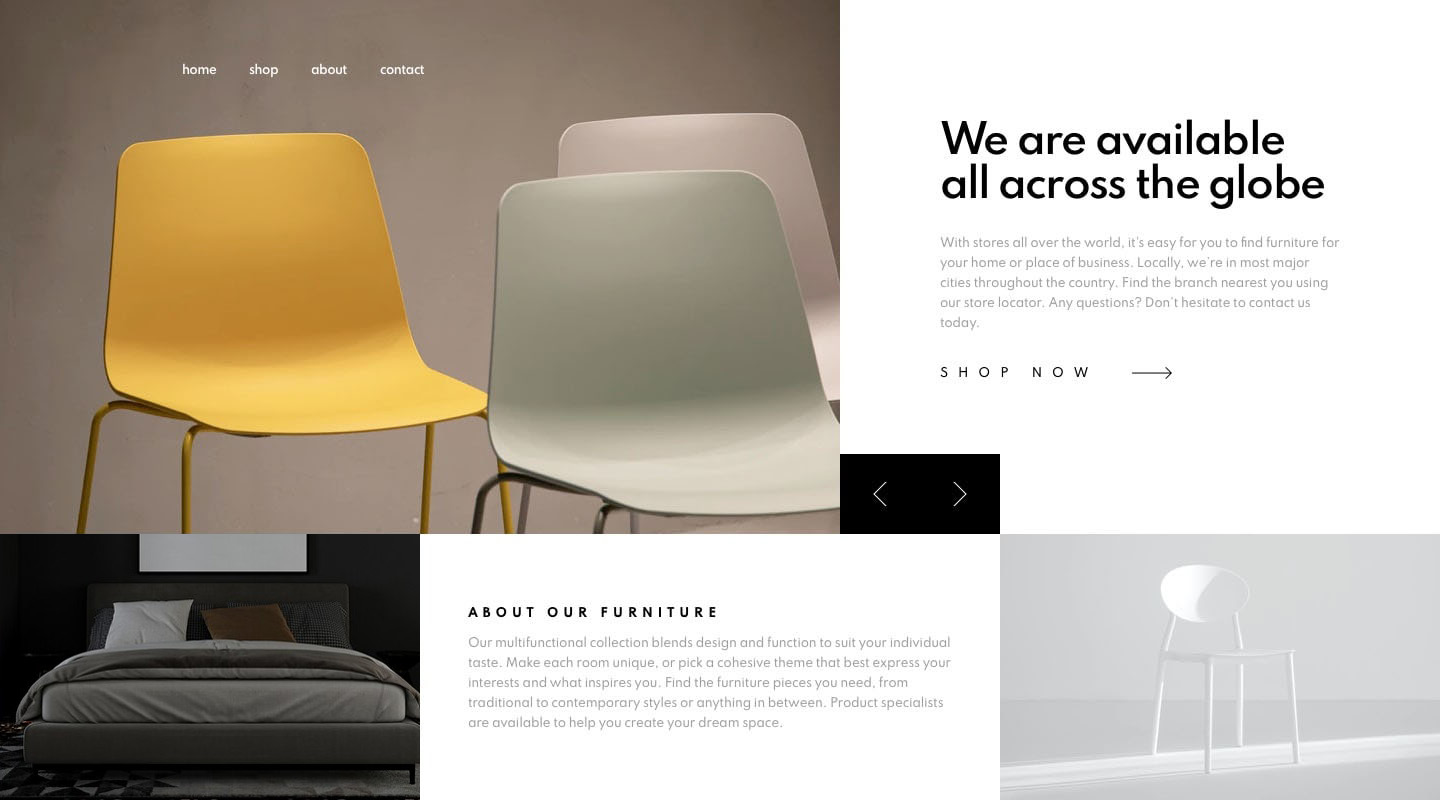 home shop about contact
We are available
all across the globe
With stores all over the world, it's easy for you to find furniture for
your home or place of business. Locally, we're in most major
cities throughout the country. Find the branch nearest you using
our store locator. Any questions? Don't hesitate to contact us
today.
SHOP NOW
ABOUT OUR FURNITURE
Our multifunctional collection blends design and function to suit your individual
taste. Make each room unique, or pick a cohesive theme that best express your
interests and what inspires you. Find the furniture pieces you need, from
traditional to contemporary styles or anything in between. Product specialists
are available to help you create your dream space.